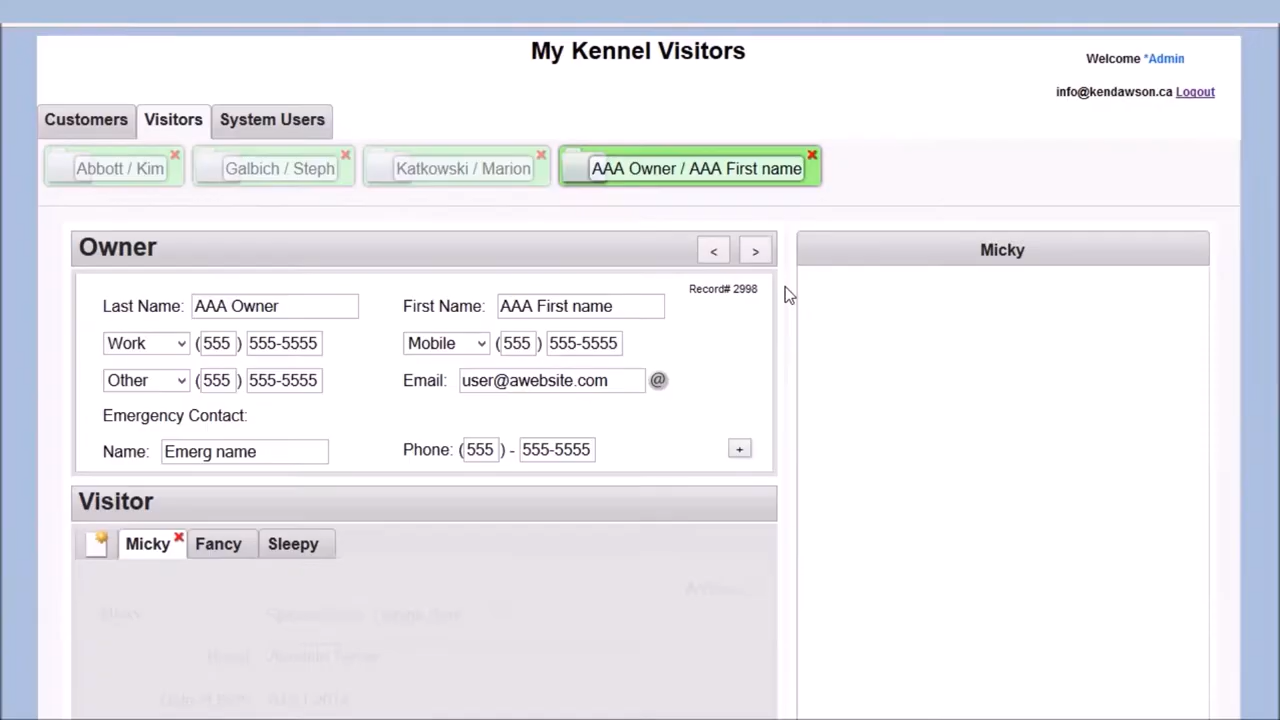 My Kennel Visitors
Welcome *Admin
info@kendawson.ca Logout
Customers Visitors System Users
Abbott / Kim Galbich / Steph Katkowski / Marion AAA Owner / AAA First name
Owner < >
Micky
Record# 2998
Last Name: AAA Owner First Name: AAA First name
Work (555) 555-5555 Mobile (555) 555-5555
Other (555) 555-5555 Email: user@awebsite.com @
Emergency Contact:
Name: Emerg name Phone: (555) - 555-5555 +
Visitor
Micky Fancy Sleepy